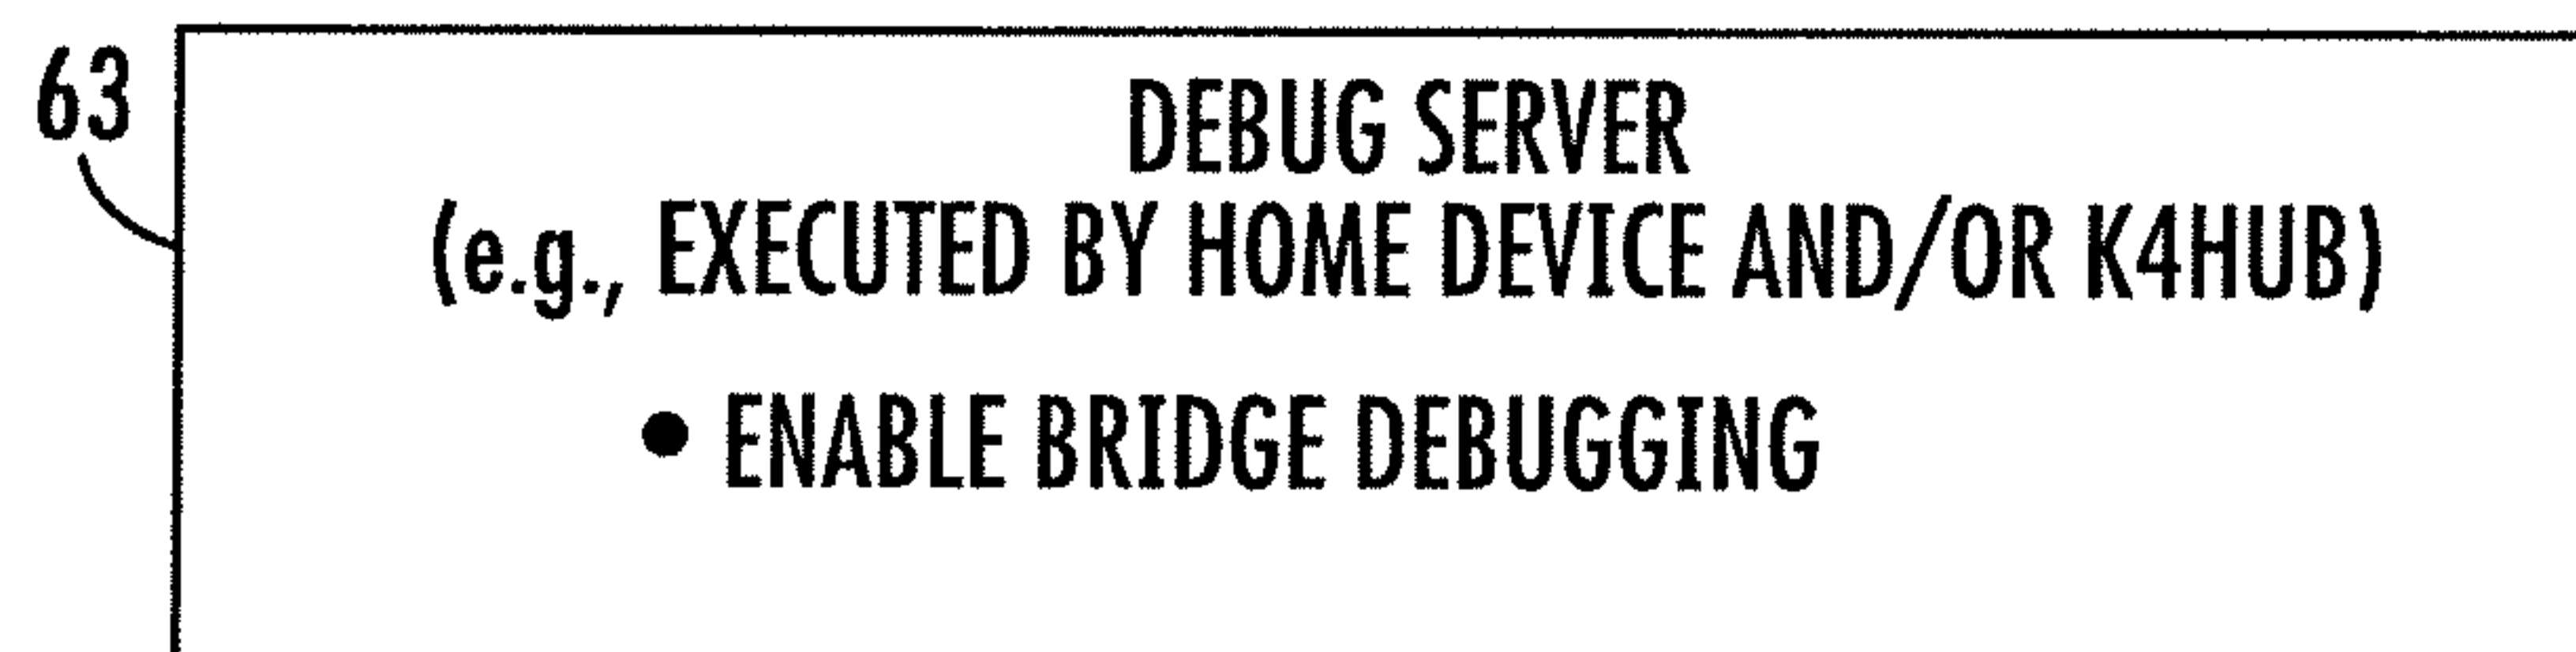 63
DEBUG SERVER
(e.g., EXECUTED BY HOME DEVICE AND/OR K4HUB)
• ENABLE BRIDGE DEBUGGING